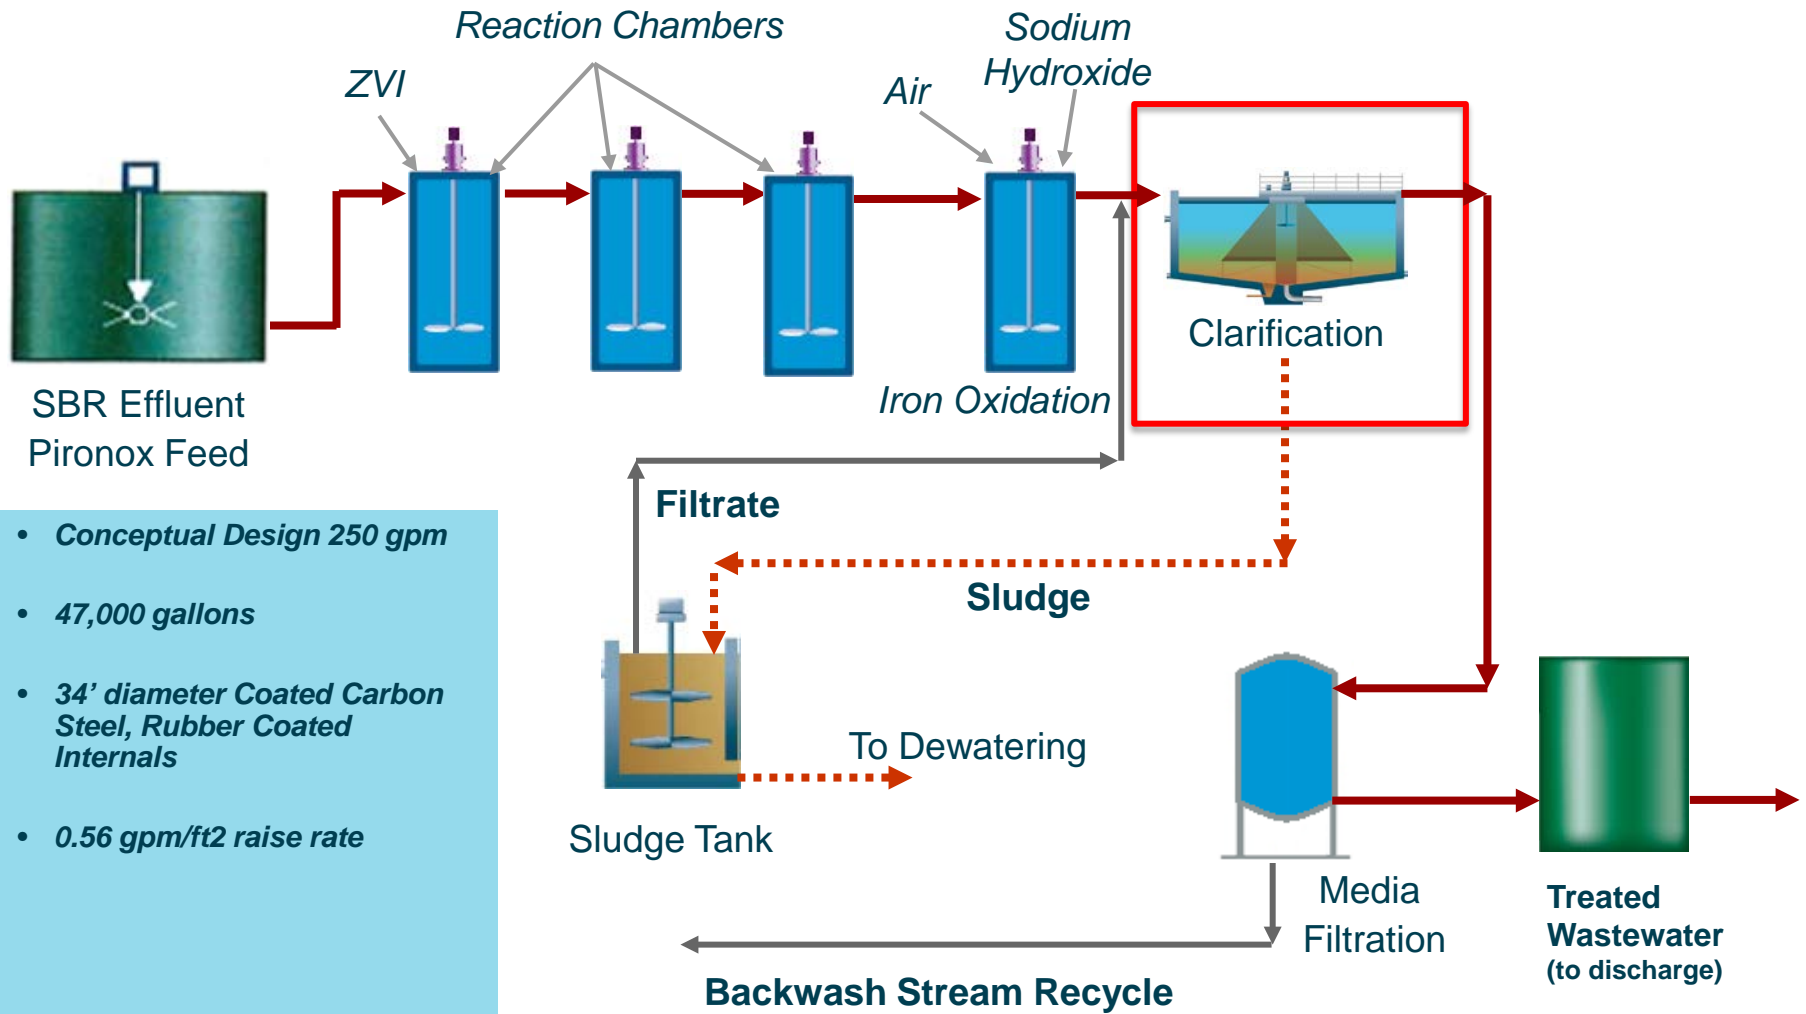 Reaction Chambers
Sodium
Hydroxide
ZVI
Air
Clarification
SBR Effluent
Pironox Feed
Iron Oxidation
Filtrate
• Conceptual Design 250 gpm
• 47,000 gallons
• 34’ diameter Coated Carbon
Steel, Rubber Coated
Internals
• 0.56 gpm/ft2 raise rate
Sludge
To Dewatering
Sludge Tank
Media
Filtration
Treated
Wastewater
(to discharge)
Backwash Stream Recycle